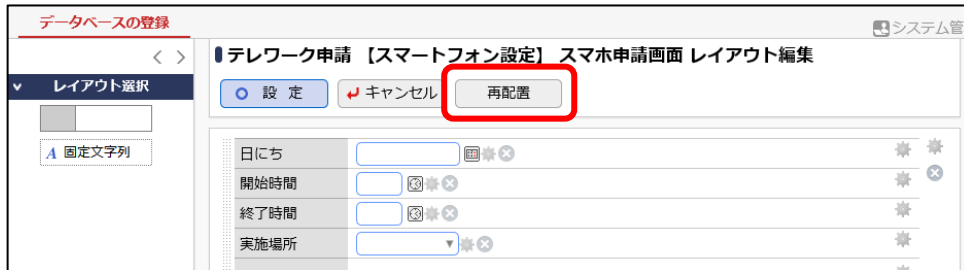 データベースの登録
システム管
テレワーク申請 【スマートフォン設定】 スマホ申請画面 レイアウト編集
レイアウト選択
設 定
キャンセル
再配置
A 固定文字列
日にち
開始時間
終了時間
実施場所